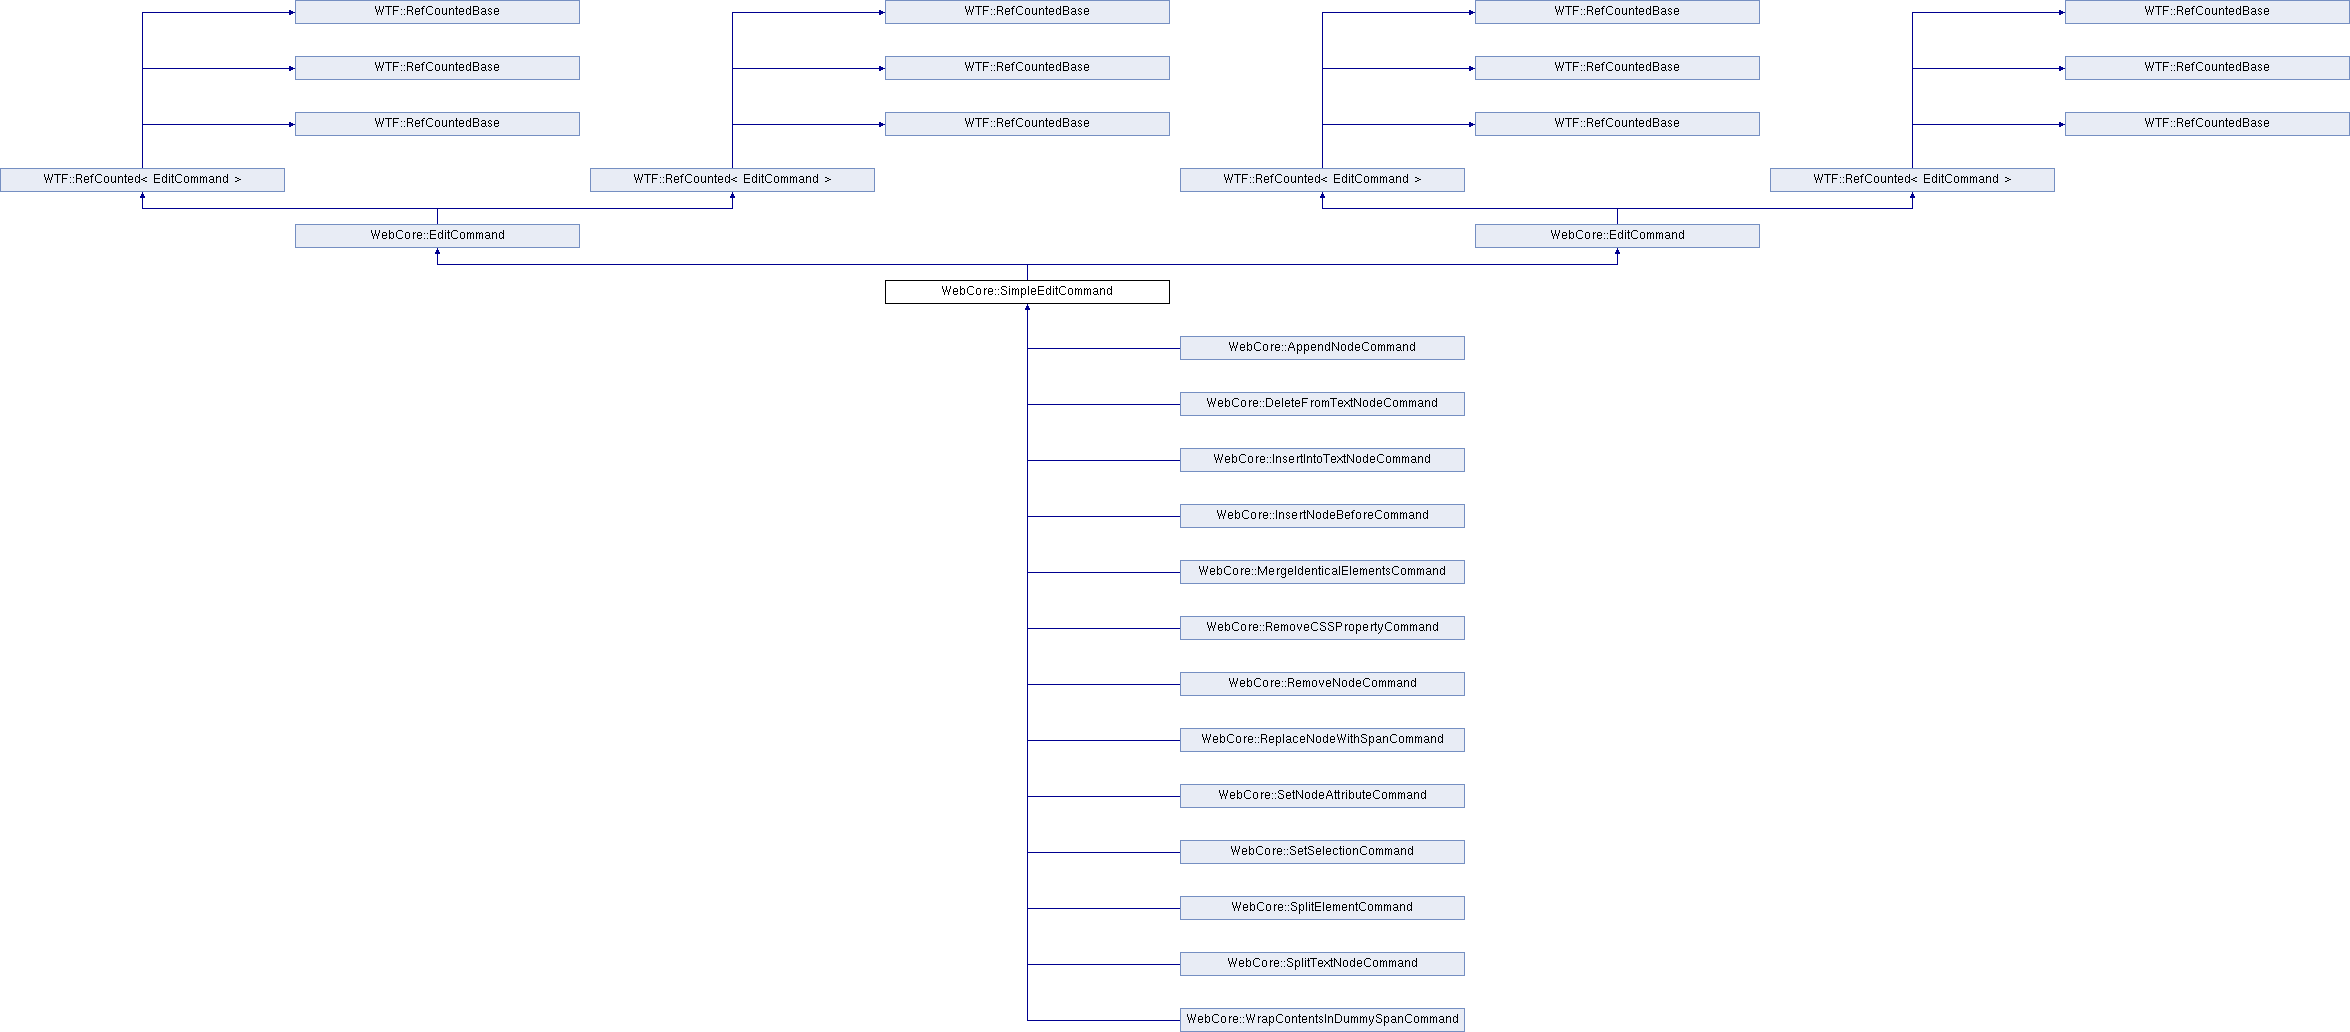 WTF::RefCountedBase
WTF::RefCountedBase
WTF::RefCountedBase
WTF::RefCountedBase
WTF::RefCountedBase
WTF::RefCountedBase
WTF::RefCountedBase
WTF::RefCountedBase
WTF::RefCountedBase
WTF::RefCountedBase
WTF::RefCountedBase
WTF::RefCountedBase
WTF::RefCounted< EditCommand >
WTF::RefCounted< EditCommand >
WTF::RefCounted< EditCommand >
WTF::RefCounted< EditCommand >
WebCore::EditCommand
WebCore::EditCommand
WebCore::SimpleEditCommand
WebCore::AppendNodeCommand
WebCore::DeleteFromTextNodeCommand
WebCore::InsertIntoTextNodeCommand
WebCore::InsertNodeBeforeCommand
WebCore::MergeIdenticalElementsCommand
WebCore::RemoveCSSPropertyCommand
WebCore::RemoveNodeCommand
WebCore::ReplaceNodeWithSpanCommand
WebCore::SetNodeAttributeCommand
WebCore::SetSelectionCommand
WebCore::SplitElementCommand
WebCore::SplitTextNodeCommand
WebCore::WrapContentsInDummySpanCommand